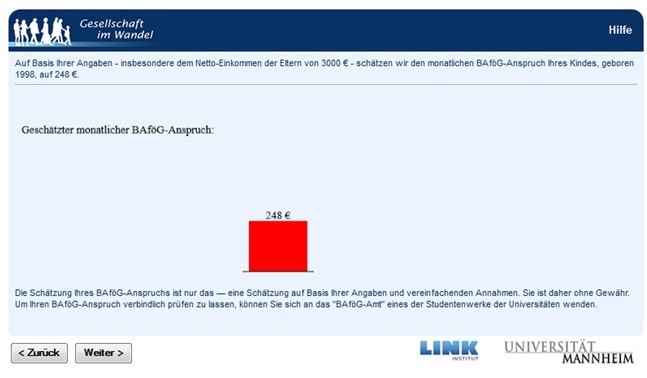 Gesellschaft
im Wandel
Hilfe
Auf Basis Ihrer Angaben - insbesondere dem Netto-Einkommen der Eltern von 3000 € - schätzen wir den monatlichen BAföG-Anspruch Ihres Kindes, geboren
1998, auf 248 €.
Geschätzter monatlicher BAföG-Anspruch:
248 €
Die Schätzung Ihres BAföG-Anspruchs ist nur das — eine Schätzung auf Basis Ihrer Angaben und vereinfachenden Annahmen. Sie ist daher ohne Gewähr.
Um Ihren BAföG-Anspruch verbindlich prüfen zu lassen, können Sie sich an das "BAföG-Amt" eines der Studentenwerke der Universitäten wenden.
< Zurück
Weiter >
LINK
INSTITUT
UNIVERSITÄT
MANNHEIM